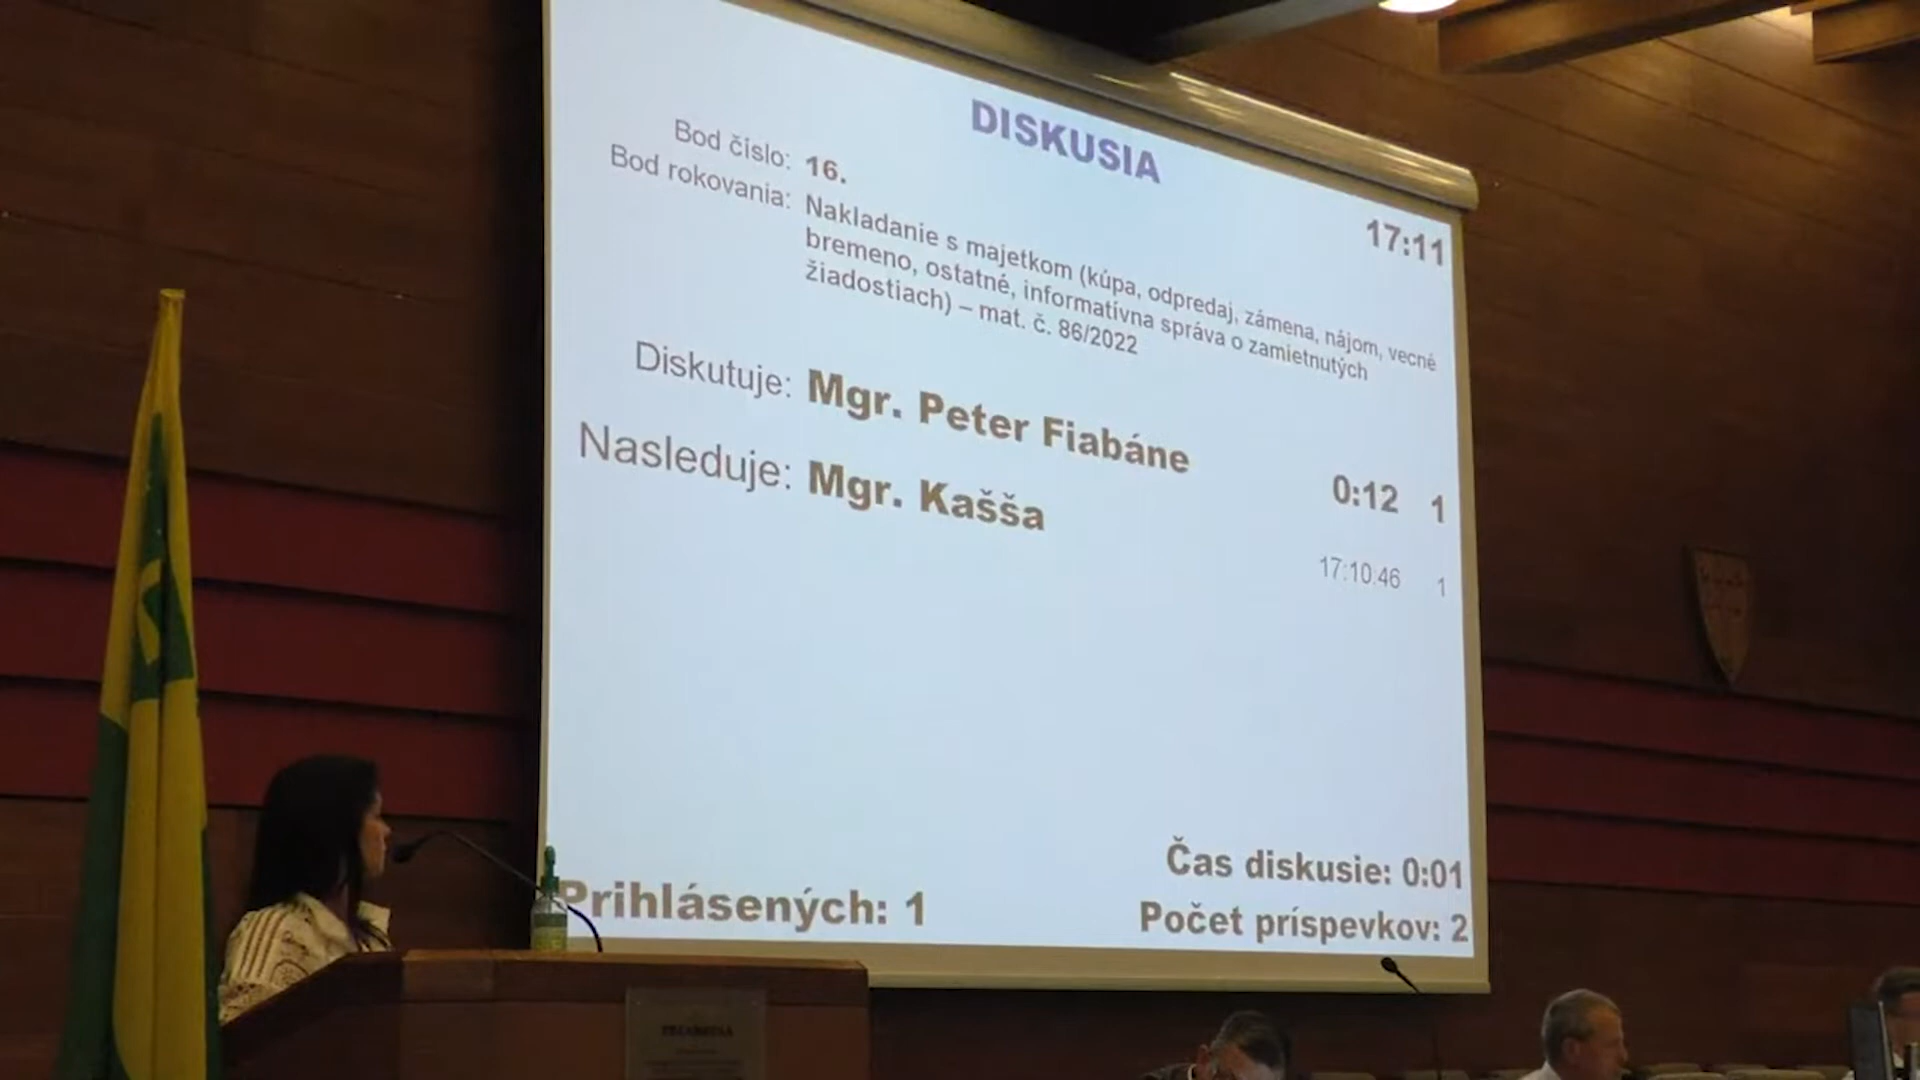 DISKUSIA
17:11
Bod číslo: 16.
Bod rokovania: Nakladanie s majetkom (kúpa, odpredaj, zámena, nájom, vecné
bremeno, ostatné, informatívna správa o zamietnutých
žiadostiach) – mat. č. 86/2022
Diskutuje: Mgr. Peter Fiabáne 0:12 1
Nasleduje: Mgr. Kašša 17:10:46 1
Čas diskusie: 0:01
Prihlásených: 1
Počet príspevkov: 2